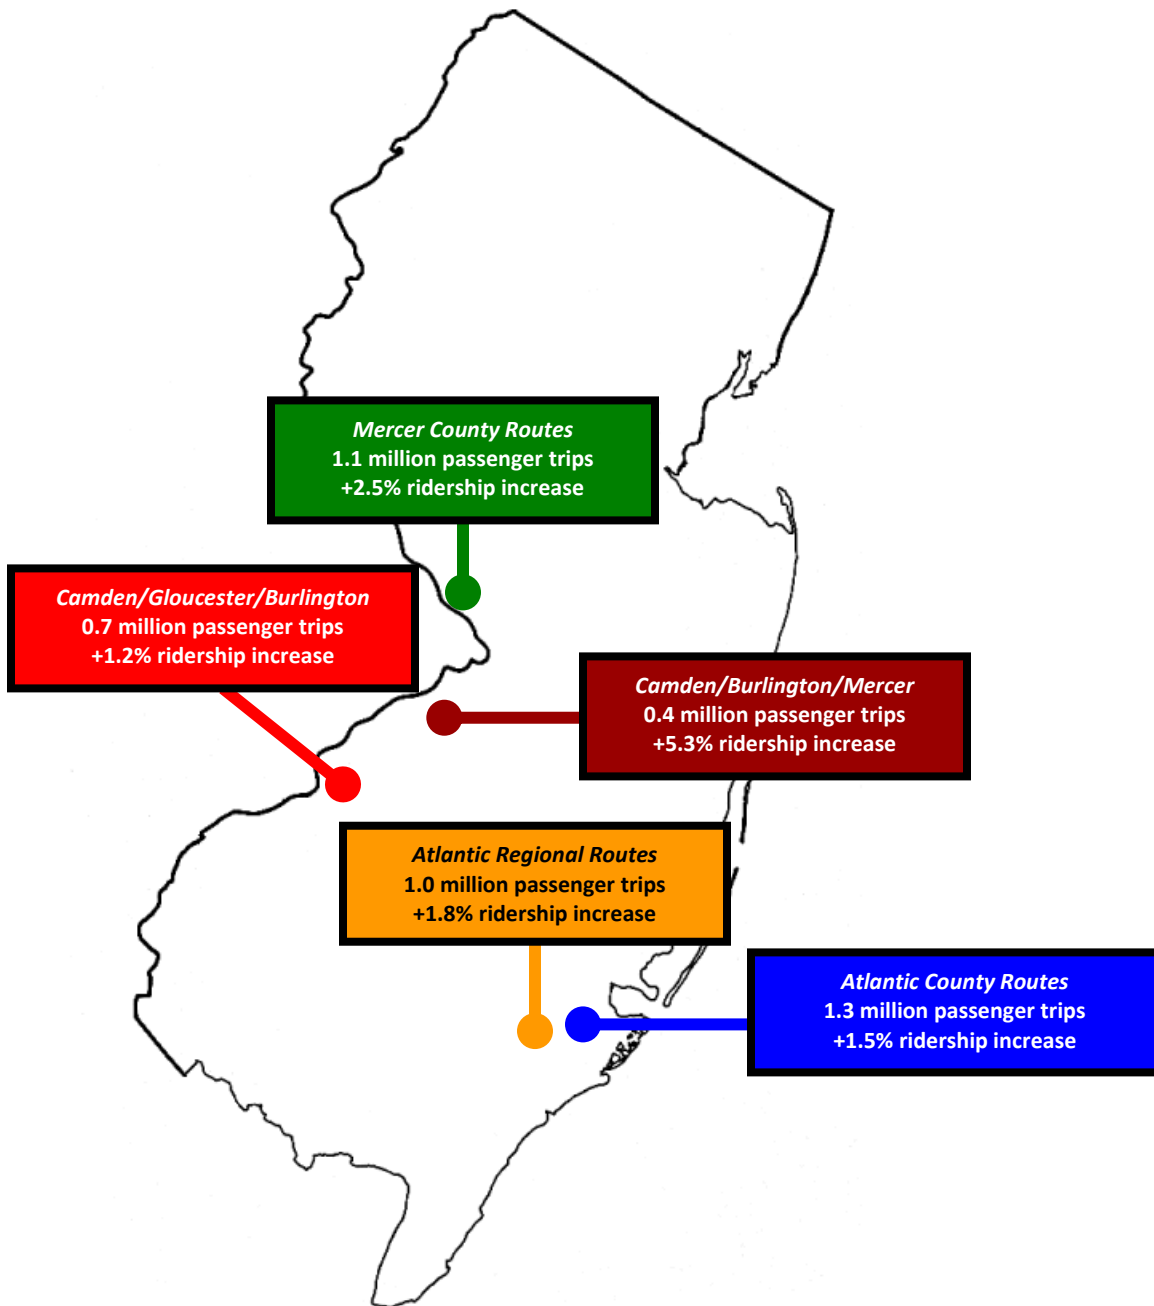 Mercer County Routes
1.1 million passenger trips
+2.5% ridership increase
Camden/Gloucester/Burlington
0.7 million passenger trips
+1.2% ridership increase
Camden/Burlington/Mercer
0.4 million passenger trips
+5.3% ridership increase
Atlantic Regional Routes
1.0 million passenger trips
+1.8% ridership increase
Atlantic County Routes
1.3 million passenger trips
+1.5% ridership increase